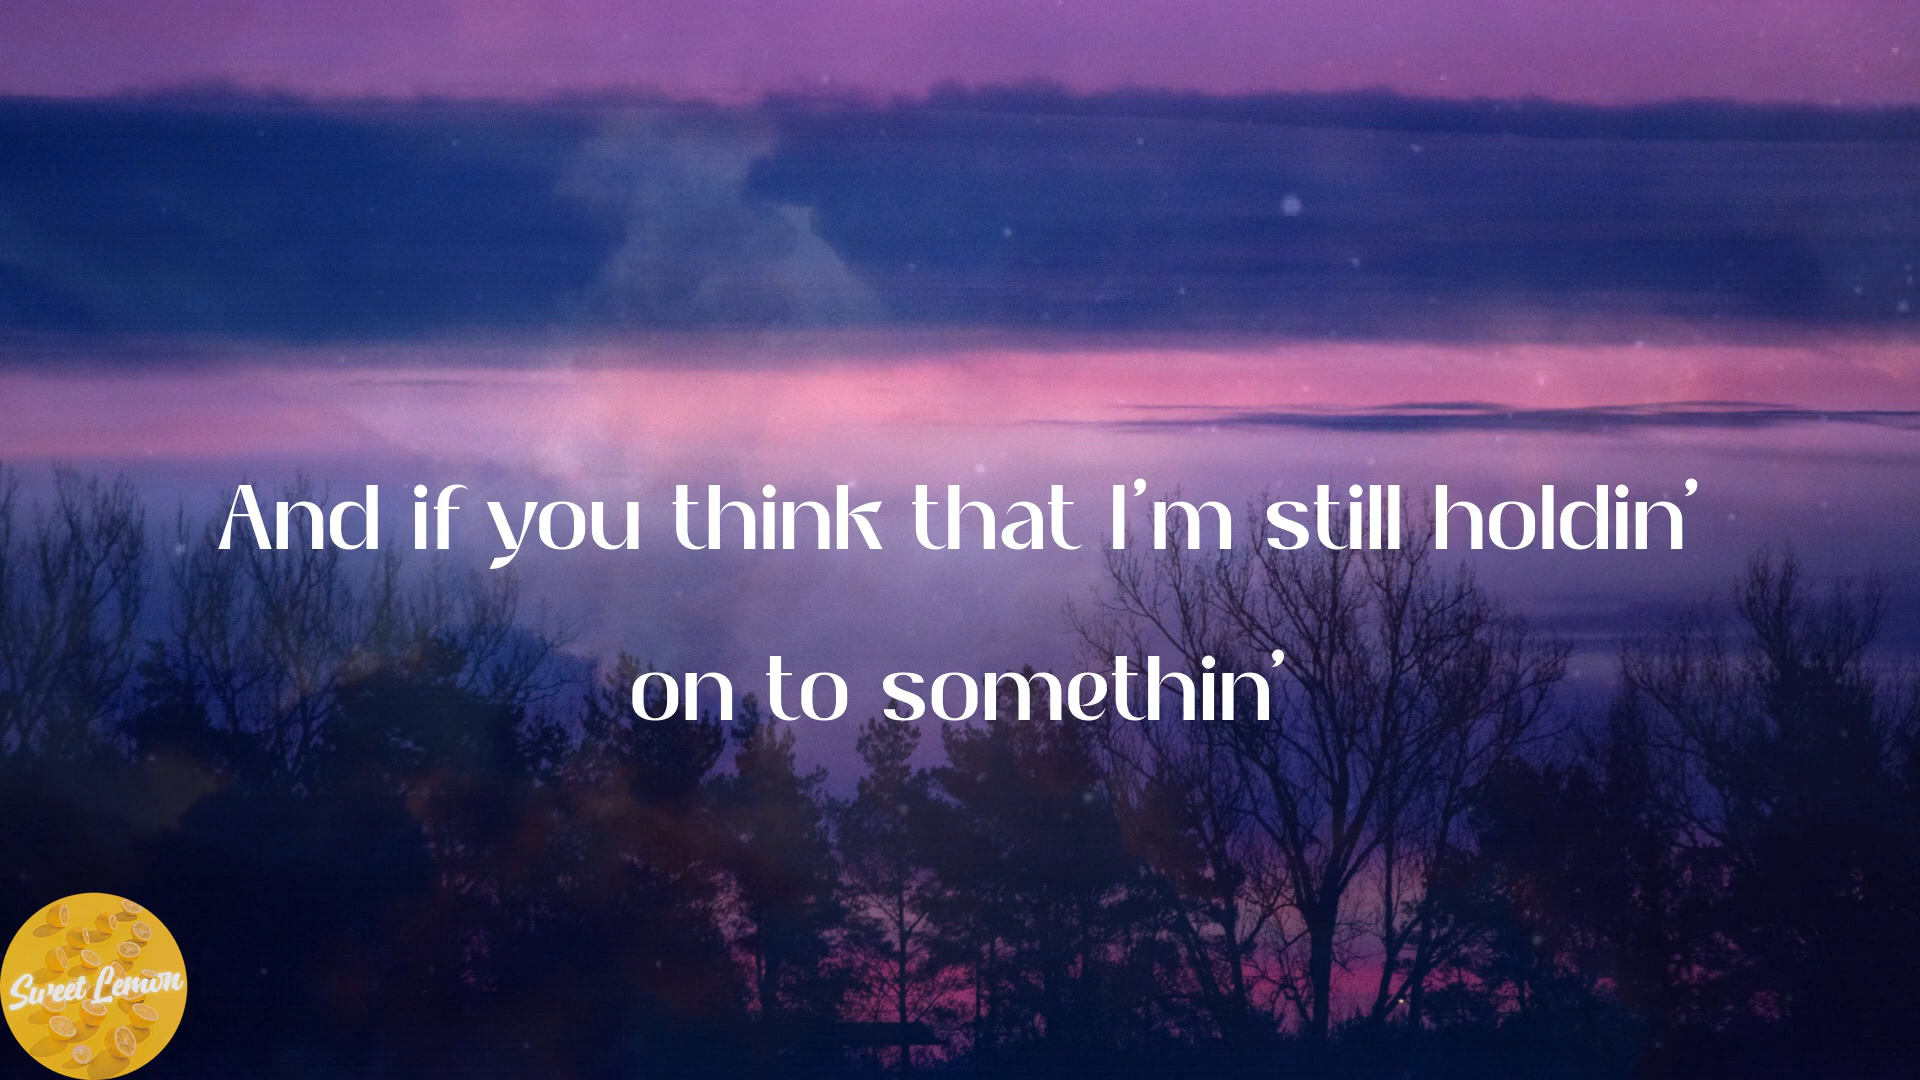 And if you think that I'm still holdin'
on to somethin'
Sweet Lemon